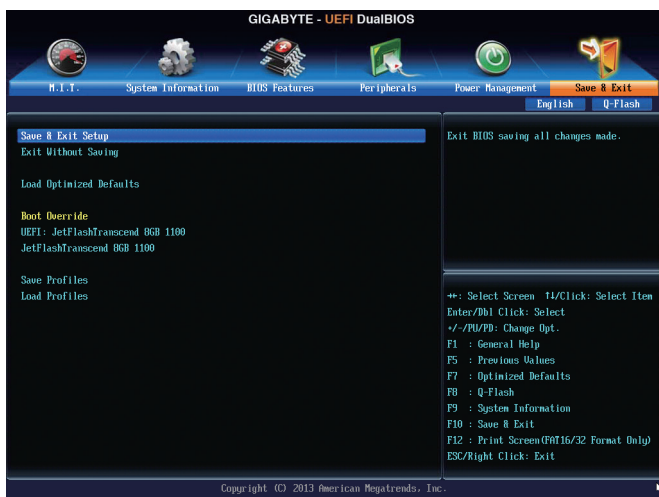 GIGABYTE - UEFI DualBIOS
M.I.T. System Information BIOS Features Peripherals Power Management Save & Exit
English Q-Flash
Save & Exit Setup
Exit Without Saving
Load Optimized Defaults
Boot Override
UEFI: JetFlashTranscend 8GB 1100
JetFlashTranscend 8GB 1100
Save Profiles
Load Profiles
Exit BIOS saving all changes made.
→←: Select Screen ↑↓/Click: Select Item
Enter/Dbl Click: Select
+/-/PU/PD: Change Opt.
F1 : General Help
F5 : Previous Values
F7 : Optimized Defaults
F8 : Q-Flash
F9 : System Information
F10 : Save & Exit
F12 : Print Screen(FAT16/32 Format Only)
ESC/Right Click: Exit
Copyright (C) 2013 American Megatrends, Inc.